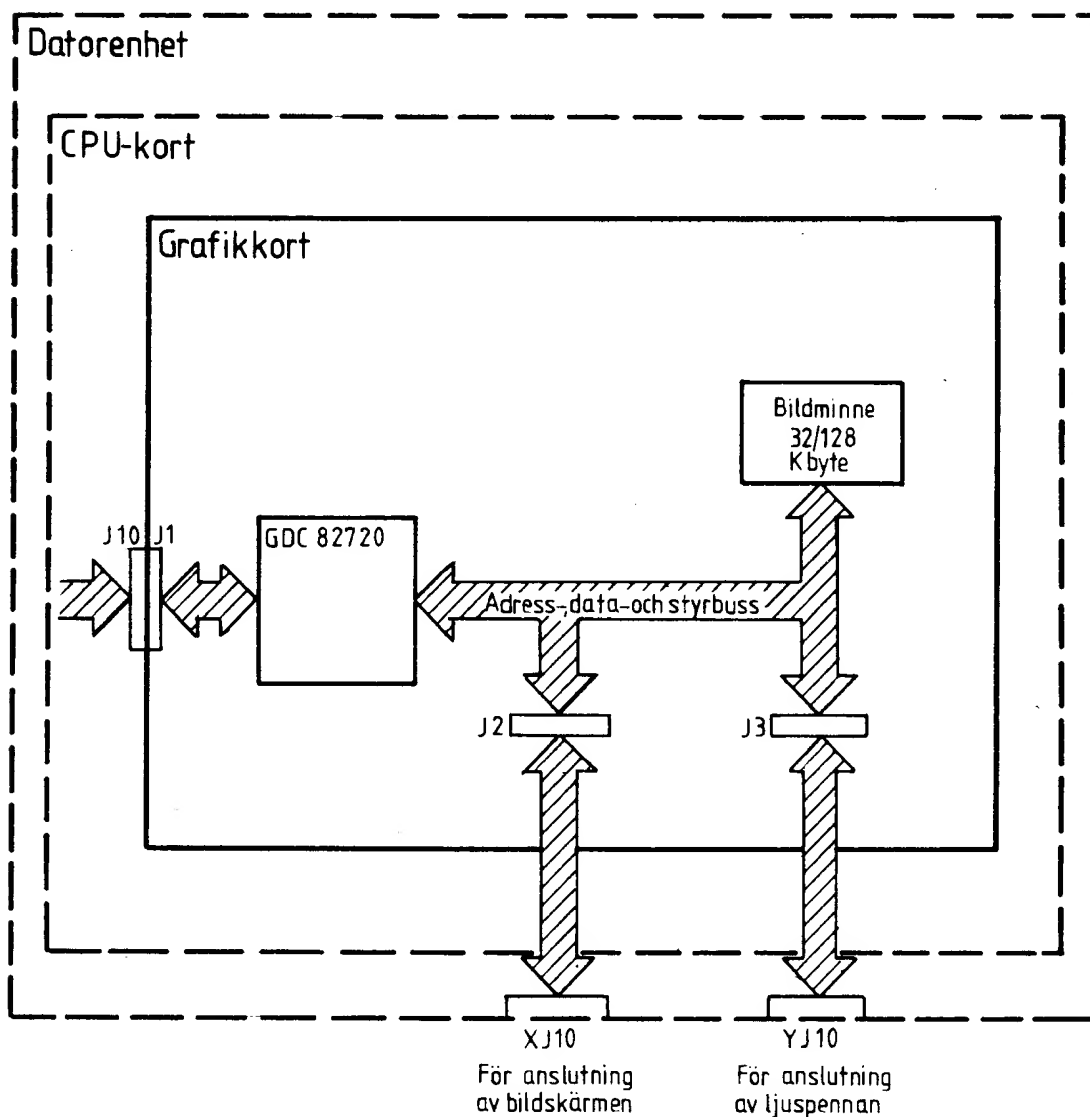 Datorenhet
CPU-kort
Grafikkort
Bildminne
32/128
Kbyte
J10 J1
GDC 82720
Adress-,data-och styrbuss
J2
J3
XJ10
YJ10
För anslutning
av bildskärmen
För anslutning
av ljuspennan